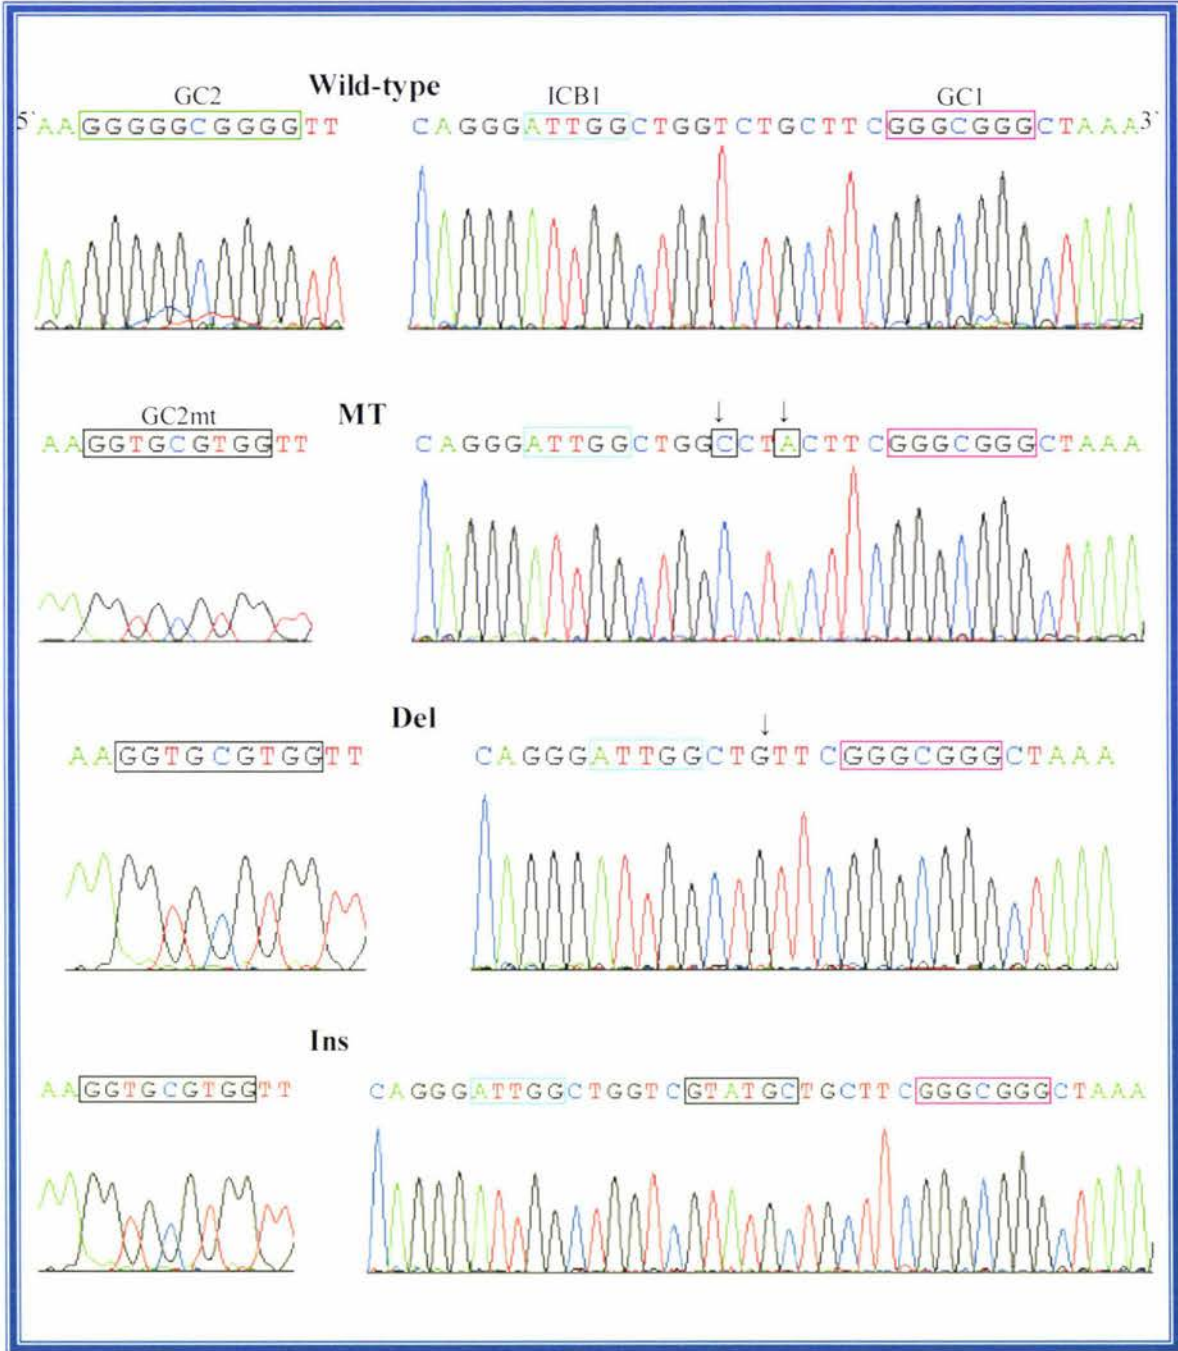 GC2 Wild-type ICB1 GC1
5` AAGGGGGCGGGGTT CAGGGATTGGCTGGTCTGCTTCGGGCGGGCTAAA 3`
GC2mt MT ↓ ↓
AAGGTGCGTGGTT CAGGGATTGGCTGGCCTACTTCGGGCGGGCTAAA
Del ↓
AAGGTGCGTGGTT CAGGGATTGGCTGTTCGGGCGGGCTAAA
Ins
AAGGTGCGTGGTT CAGGGATTGGCTGGTCGTATGCTGCTTCGGGCGGGCTAAA